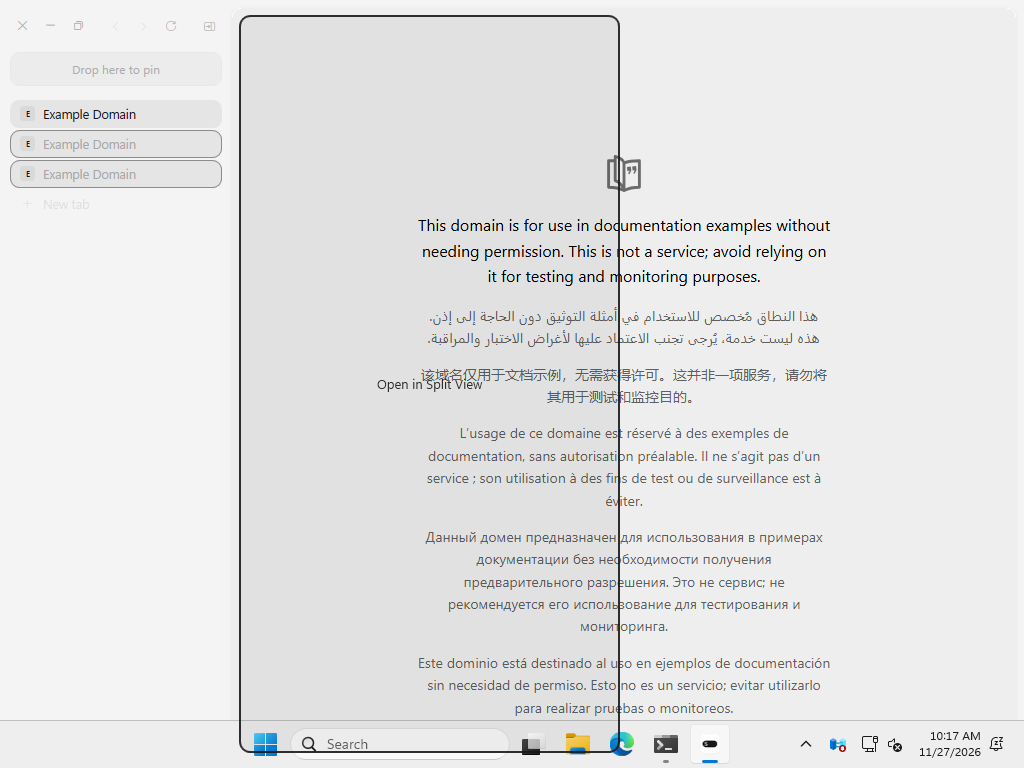 Drop here to pin
E Example Domain
E Example Domain
E Example Domain
+ New tab
This domain is for use in documentation examples without
needing permission. This is not a service; avoid relying on
it for testing and monitoring purposes.
هذا النطاق مُخصص للاستخدام في أمثلة التوثيق دون الحاجة إلى إذن.
هذه ليست خدمة، يُرجى تجنب الاعتماد عليها لأغراض الاختبار والمراقبة.
该域名仅用于文档示例，无需获得许可。这并非一项服务，请勿将
Open in Split View
其用于测试和监控目的。
L’usage de ce domaine est réservé à des exemples de
documentation, sans autorisation préalable. Il ne s’agit pas d’un
service ; son utilisation à des fins de test ou de surveillance est à
éviter.
Данный домен предназначен для использования в примерах
документации без необходимости получения
предварительного разрешения. Это не сервис; не
рекомендуется его использование для тестирования и
мониторинга.
Este dominio está destinado al uso en ejemplos de documentación
sin necesidad de permiso. Esto no es un servicio; evitar utilizarlo
para realizar pruebas o monitoreos.
Search
10:17 AM
11/27/2026